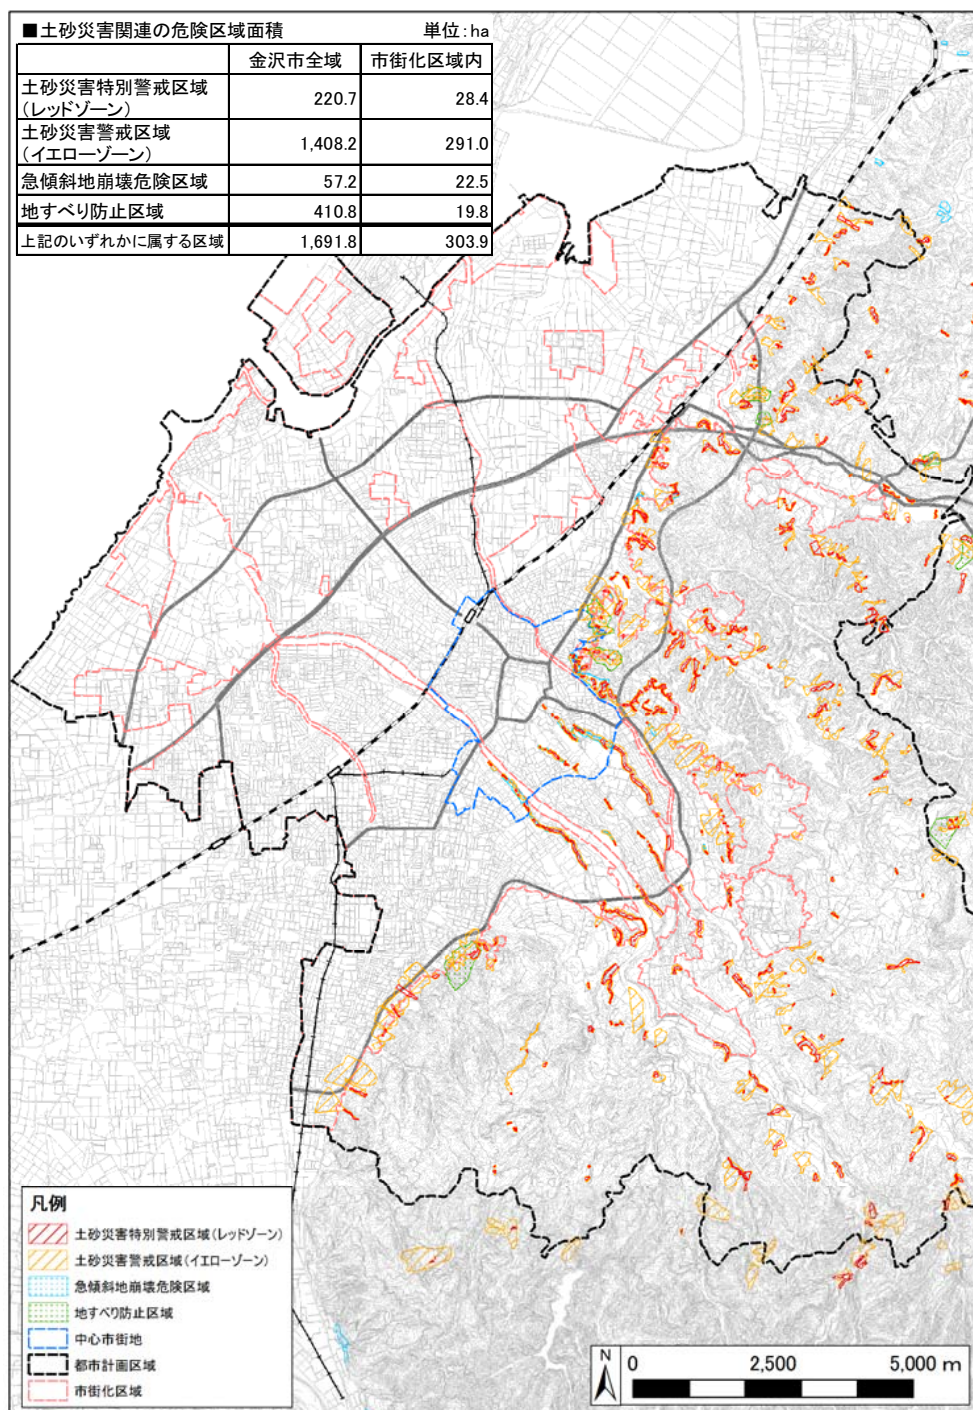 ■土砂災害関連の危険区域面積 単位：ha
金沢市全域 市街化区域内
土砂災害特別警戒区域
（レッドゾーン） 220.7 28.4
土砂災害警戒区域
（イエローゾーン） 1,408.2 291.0
急傾斜地崩壊危険区域 57.2 22.5
地すべり防止区域 410.8 19.8
上記のいずれかに属する区域 1,691.8 303.9
凡例
土砂災害特別警戒区域（レッドゾーン）
土砂災害警戒区域（イエローゾーン）
急傾斜地崩壊危険区域
地すべり防止区域
中心市街地
都市計画区域
市街化区域
N
0 2,500 5,000 m